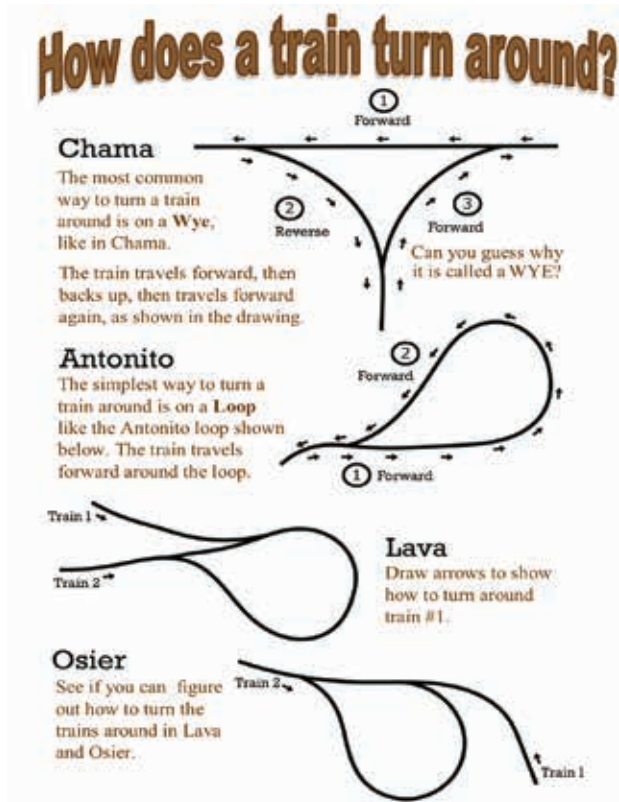 How does a train turn around?
1
Forward
Chama
The most common
way to turn a train
around is on a Wye,
like in Chama.
The train travels forward, then
backs up, then travels forward
again, as shown in the drawing.
2
Reverse
3
Forward
Can you guess why
it is called a WYE?
Antonito
The simplest way to turn a
train around is on a Loop
like the Antonito loop shown
below. The train travels
forward around the loop.
2
Forward
1 Forward
Train 1
Train 2
Lava
Draw arrows to show
how to turn around
train #1.
Osier
See if you can figure
out how to turn the
trains around in Lava
and Osier.
Train 2
Train 1